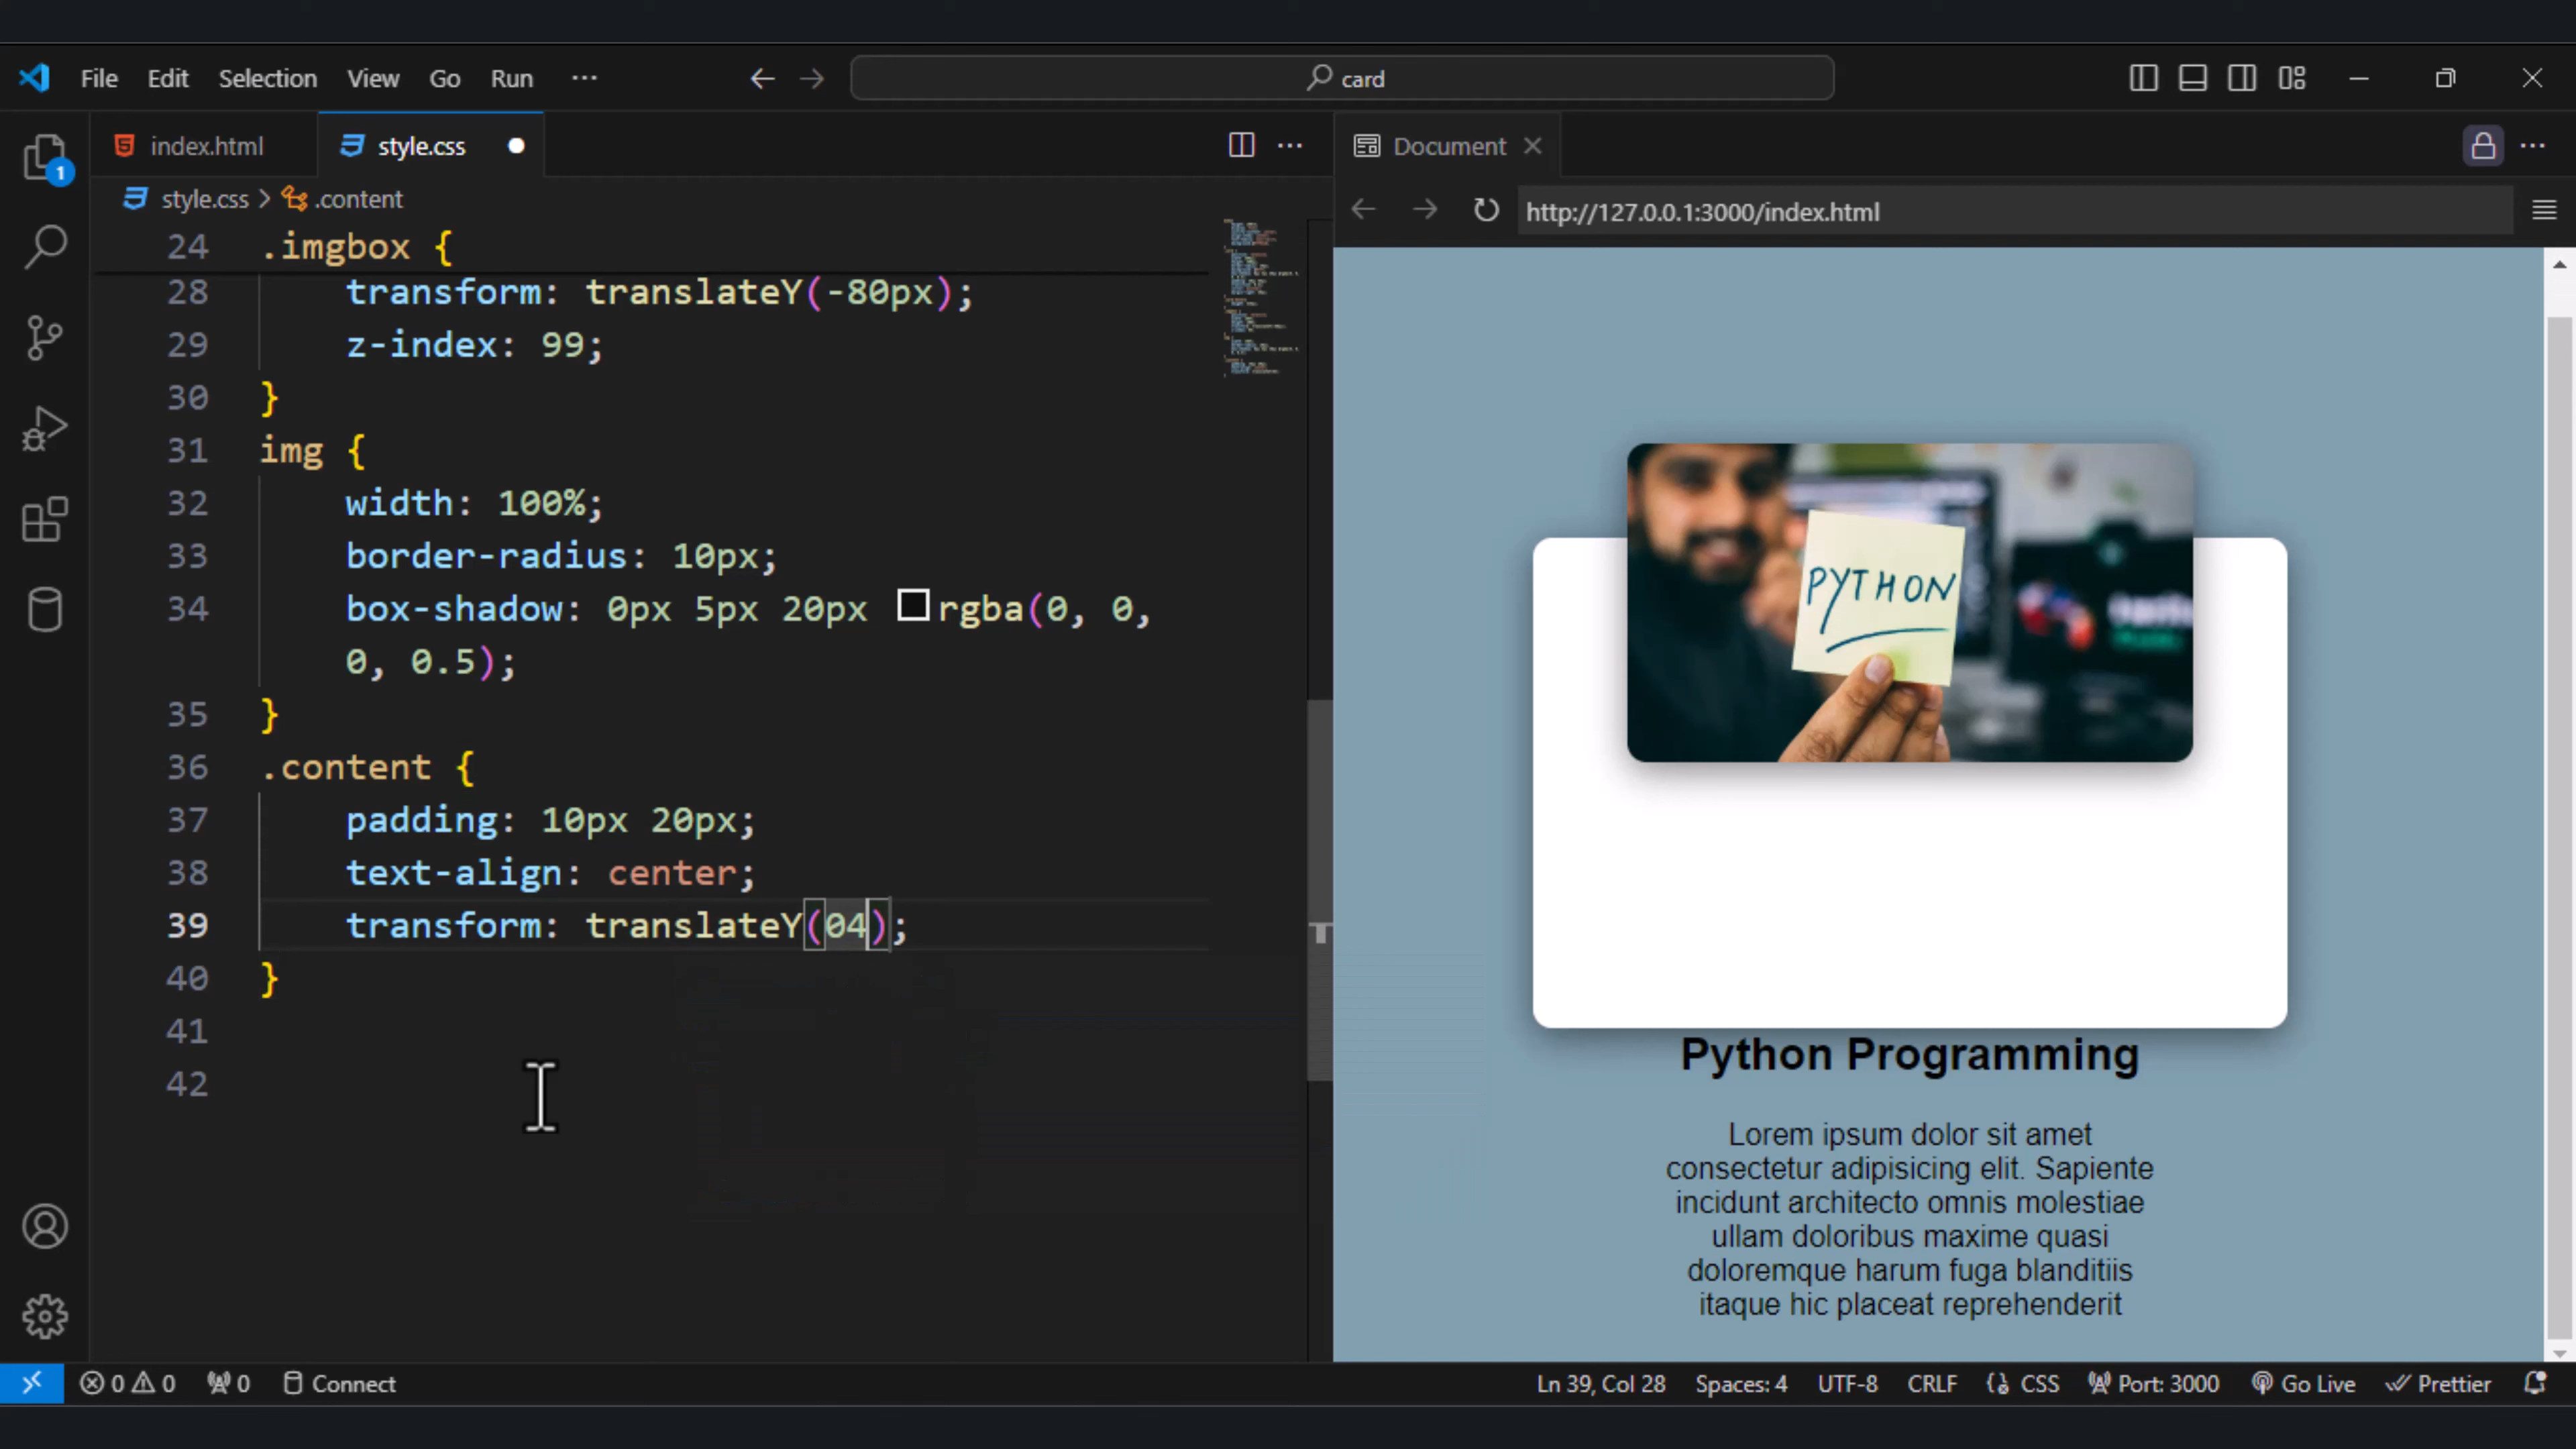 File Edit Selection View Go Run ···
card
index.html
style.css
Document
1
style.css > .content
http://127.0.0.1:3000/index.html
24 .imgbox {
28 transform: translateY(-80px);
29 z-index: 99;
30 }
31 img {
32 width: 100%;
33 border-radius: 10px;
34 box-shadow: 0px 5px 20px rgba(0, 0,
0, 0.5);
35 }
36 .content {
37 padding: 10px 20px;
38 text-align: center;
39 transform: translateY(04);
40 }
41
42
PYTHON
Python Programming
Lorem ipsum dolor sit amet
consectetur adipisicing elit. Sapiente
incidunt architecto omnis molestiae
ullam doloribus maxime quasi
doloremque harum fuga blanditiis
itaque hic placeat reprehenderit
0 0 0 Connect Ln 39, Col 28 Spaces: 4 UTF-8 CRLF CSS Port: 3000 Go Live Prettier